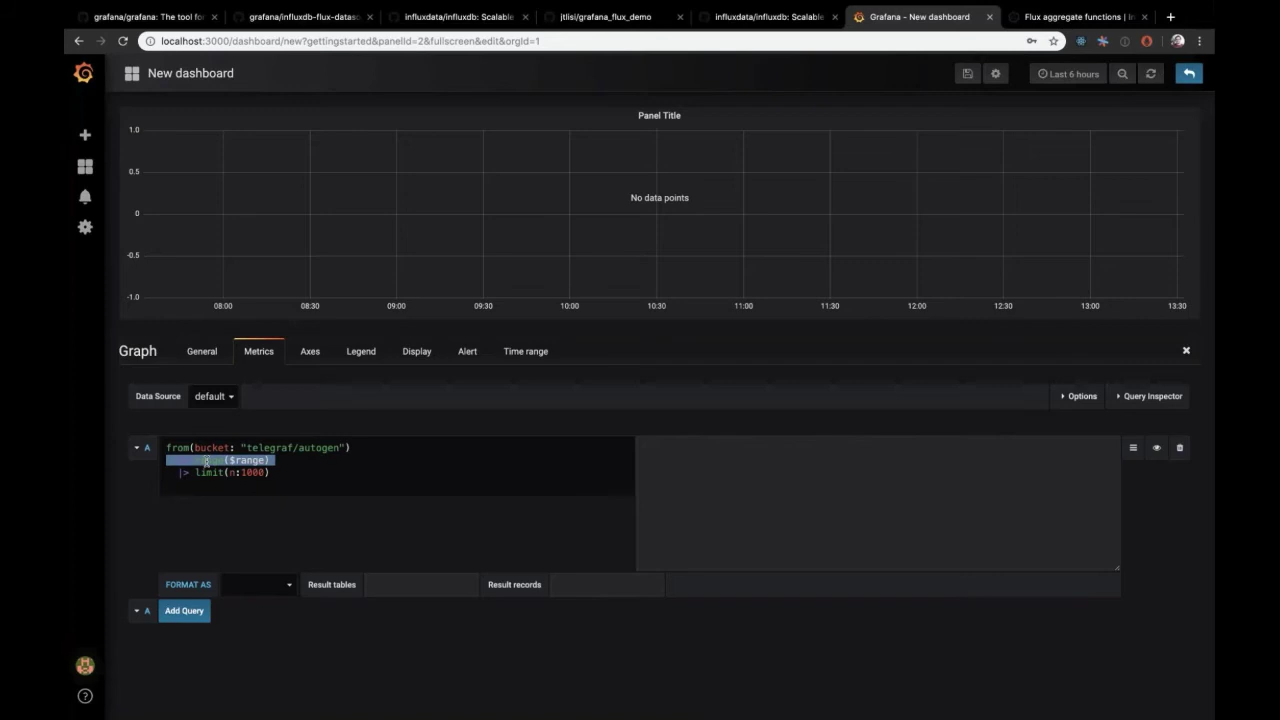 grafana/grafana: The tool for
grafana/influxdb-flux-dataso
influxdata/influxdb: Scalable
jtlisi/grafana_flux_demo
influxdata/influxdb: Scalable
Grafana - New dashboard
Flux aggregate functions | In
localhost:3000/dashboard/new?gettingstarted&panelId=2&fullscreen&edit&orgId=1
New dashboard
Last 6 hours
Panel Title
1.0
0.5
0
-0.5
-1.0
No data points
08:00 08:30 09:00 09:30 10:00 10:30 11:00 11:30 12:00 12:30 13:00 13:30
Graph
General
Metrics
Axes
Legend
Display
Alert
Time range
Data Source
default
Options
Query Inspector
A
from(bucket: "telegraf/autogen")
($range)
|> limit(n:1000)
FORMAT AS
Result tables
Result records
A
Add Query